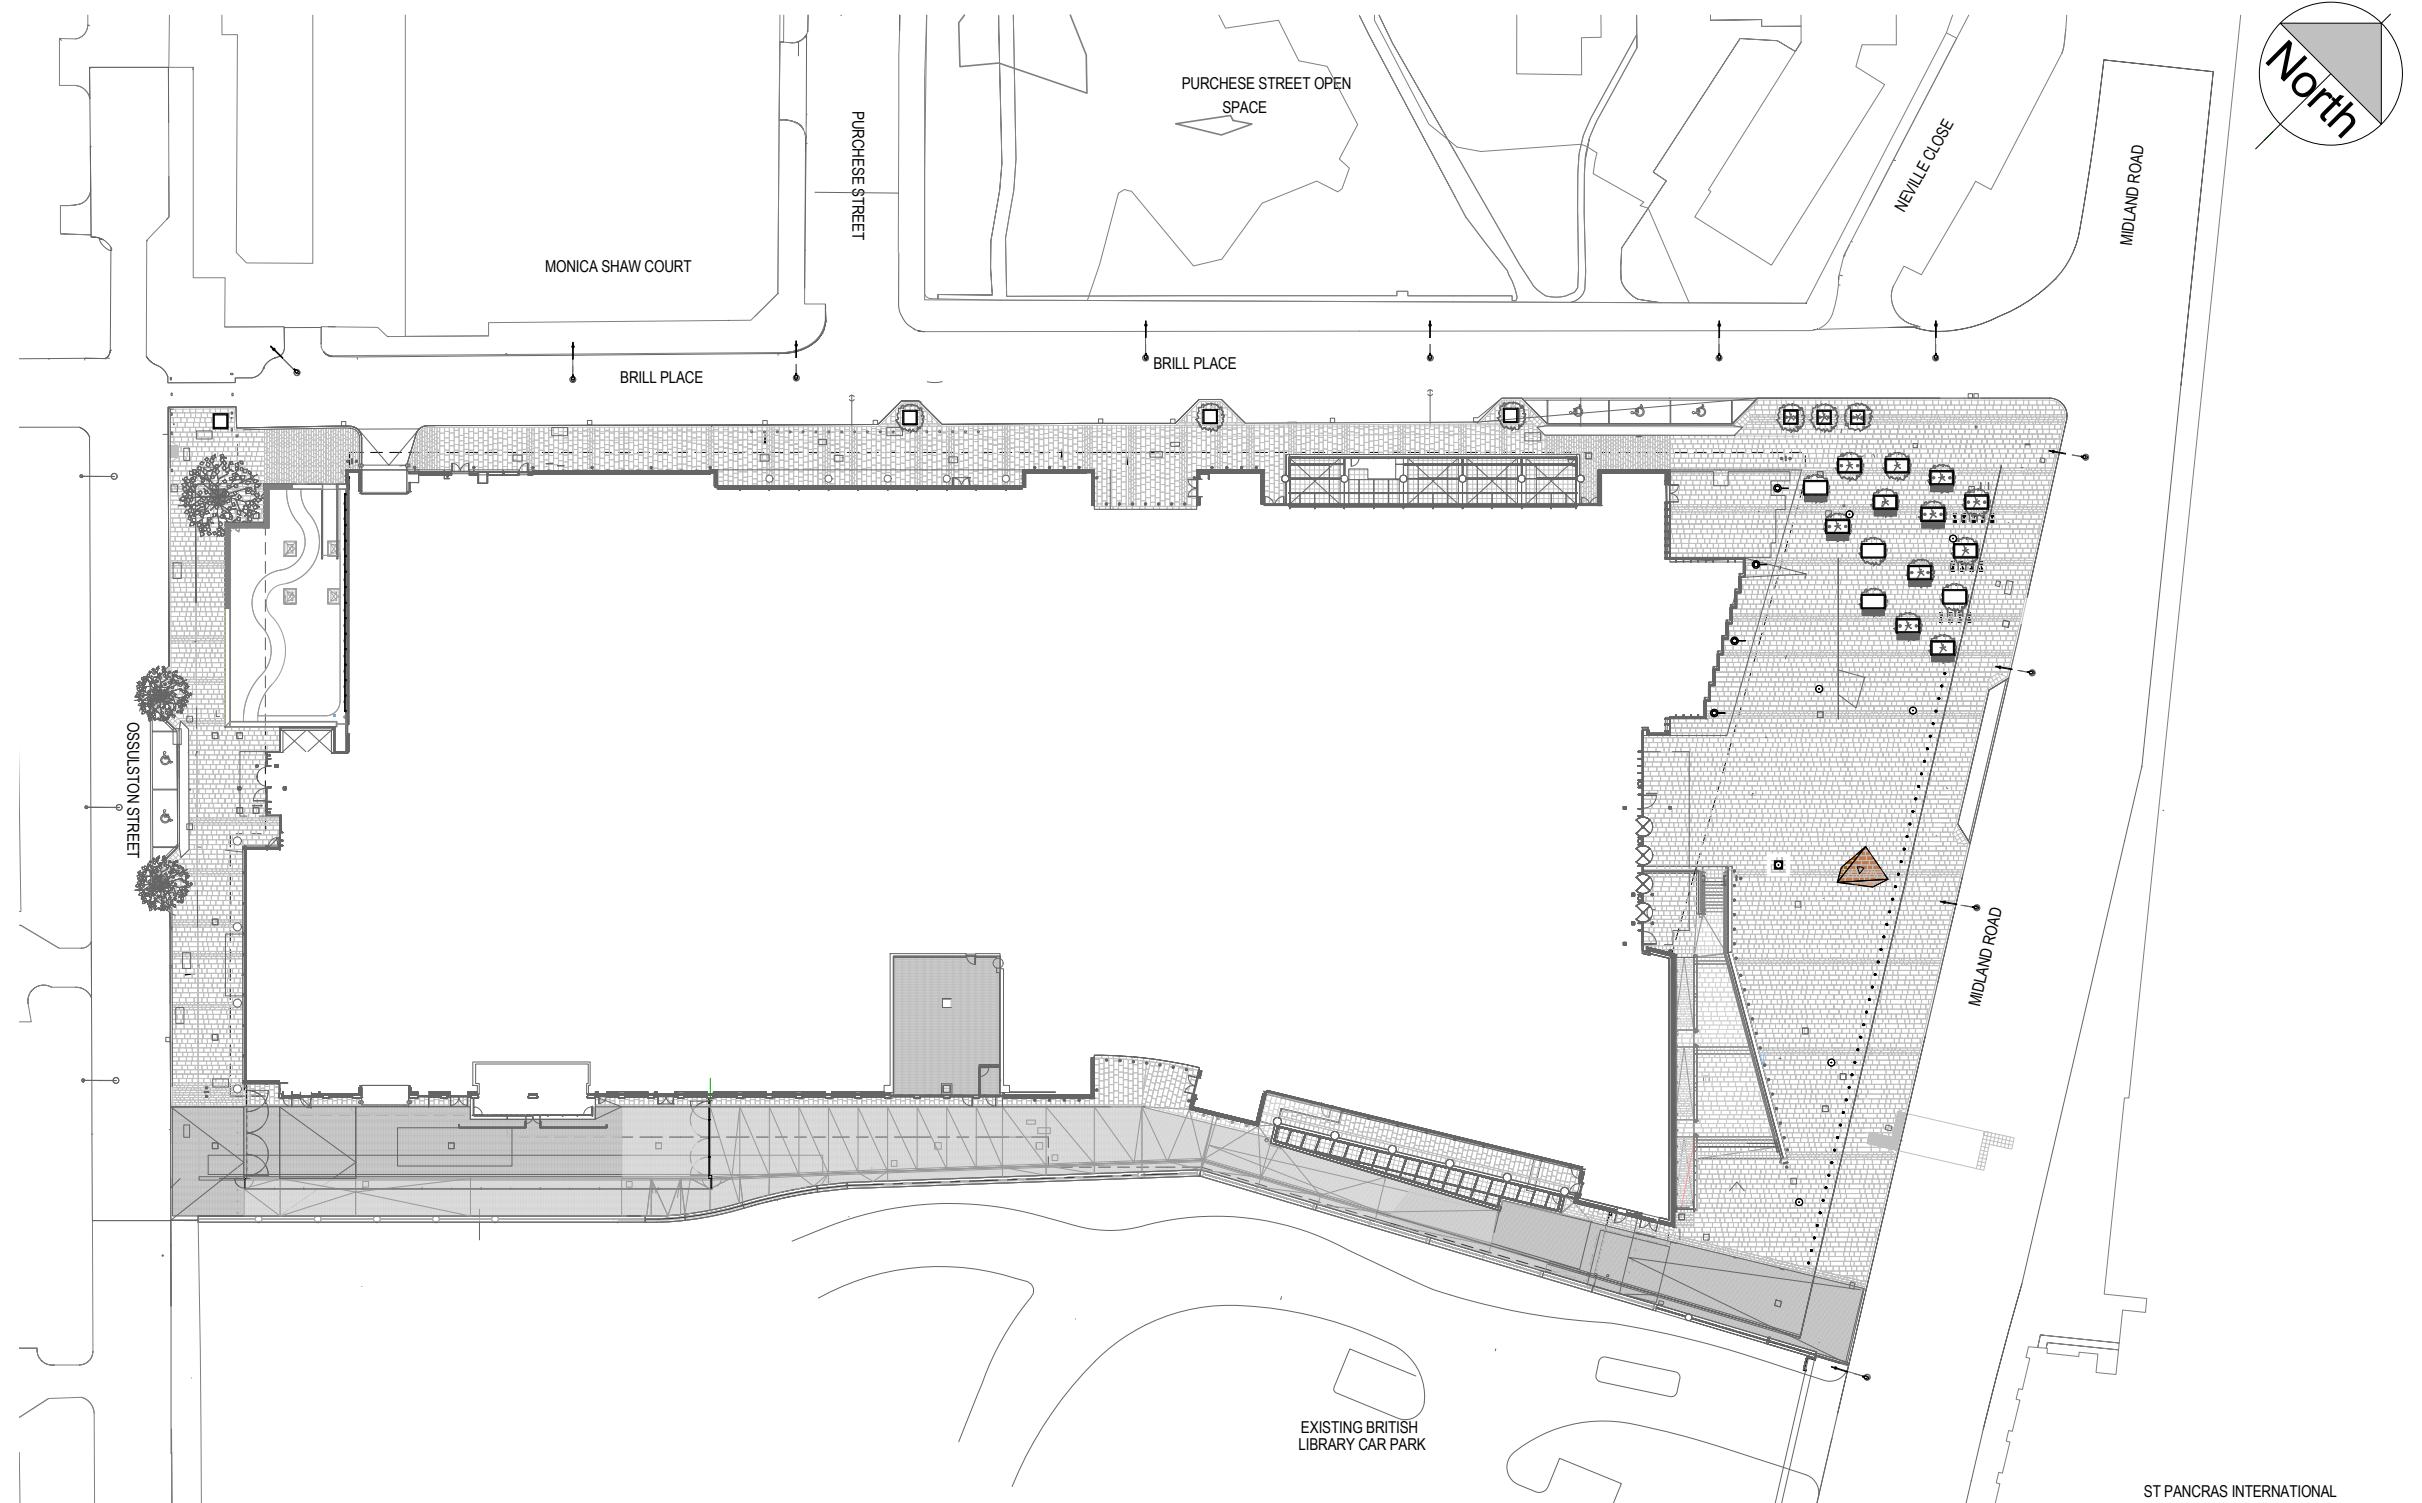 North
PURCHESE STREET OPEN
SPACE
PURCHESE STREET
NEVILLE CLOSE
MIDLAND ROAD
MONICA SHAW COURT
BRILL PLACE
BRILL PLACE
OSSULSTON STREET
MIDLAND ROAD
EXISTING BRITISH
LIBRARY CAR PARK
ST PANCRAS INTERNATIONAL